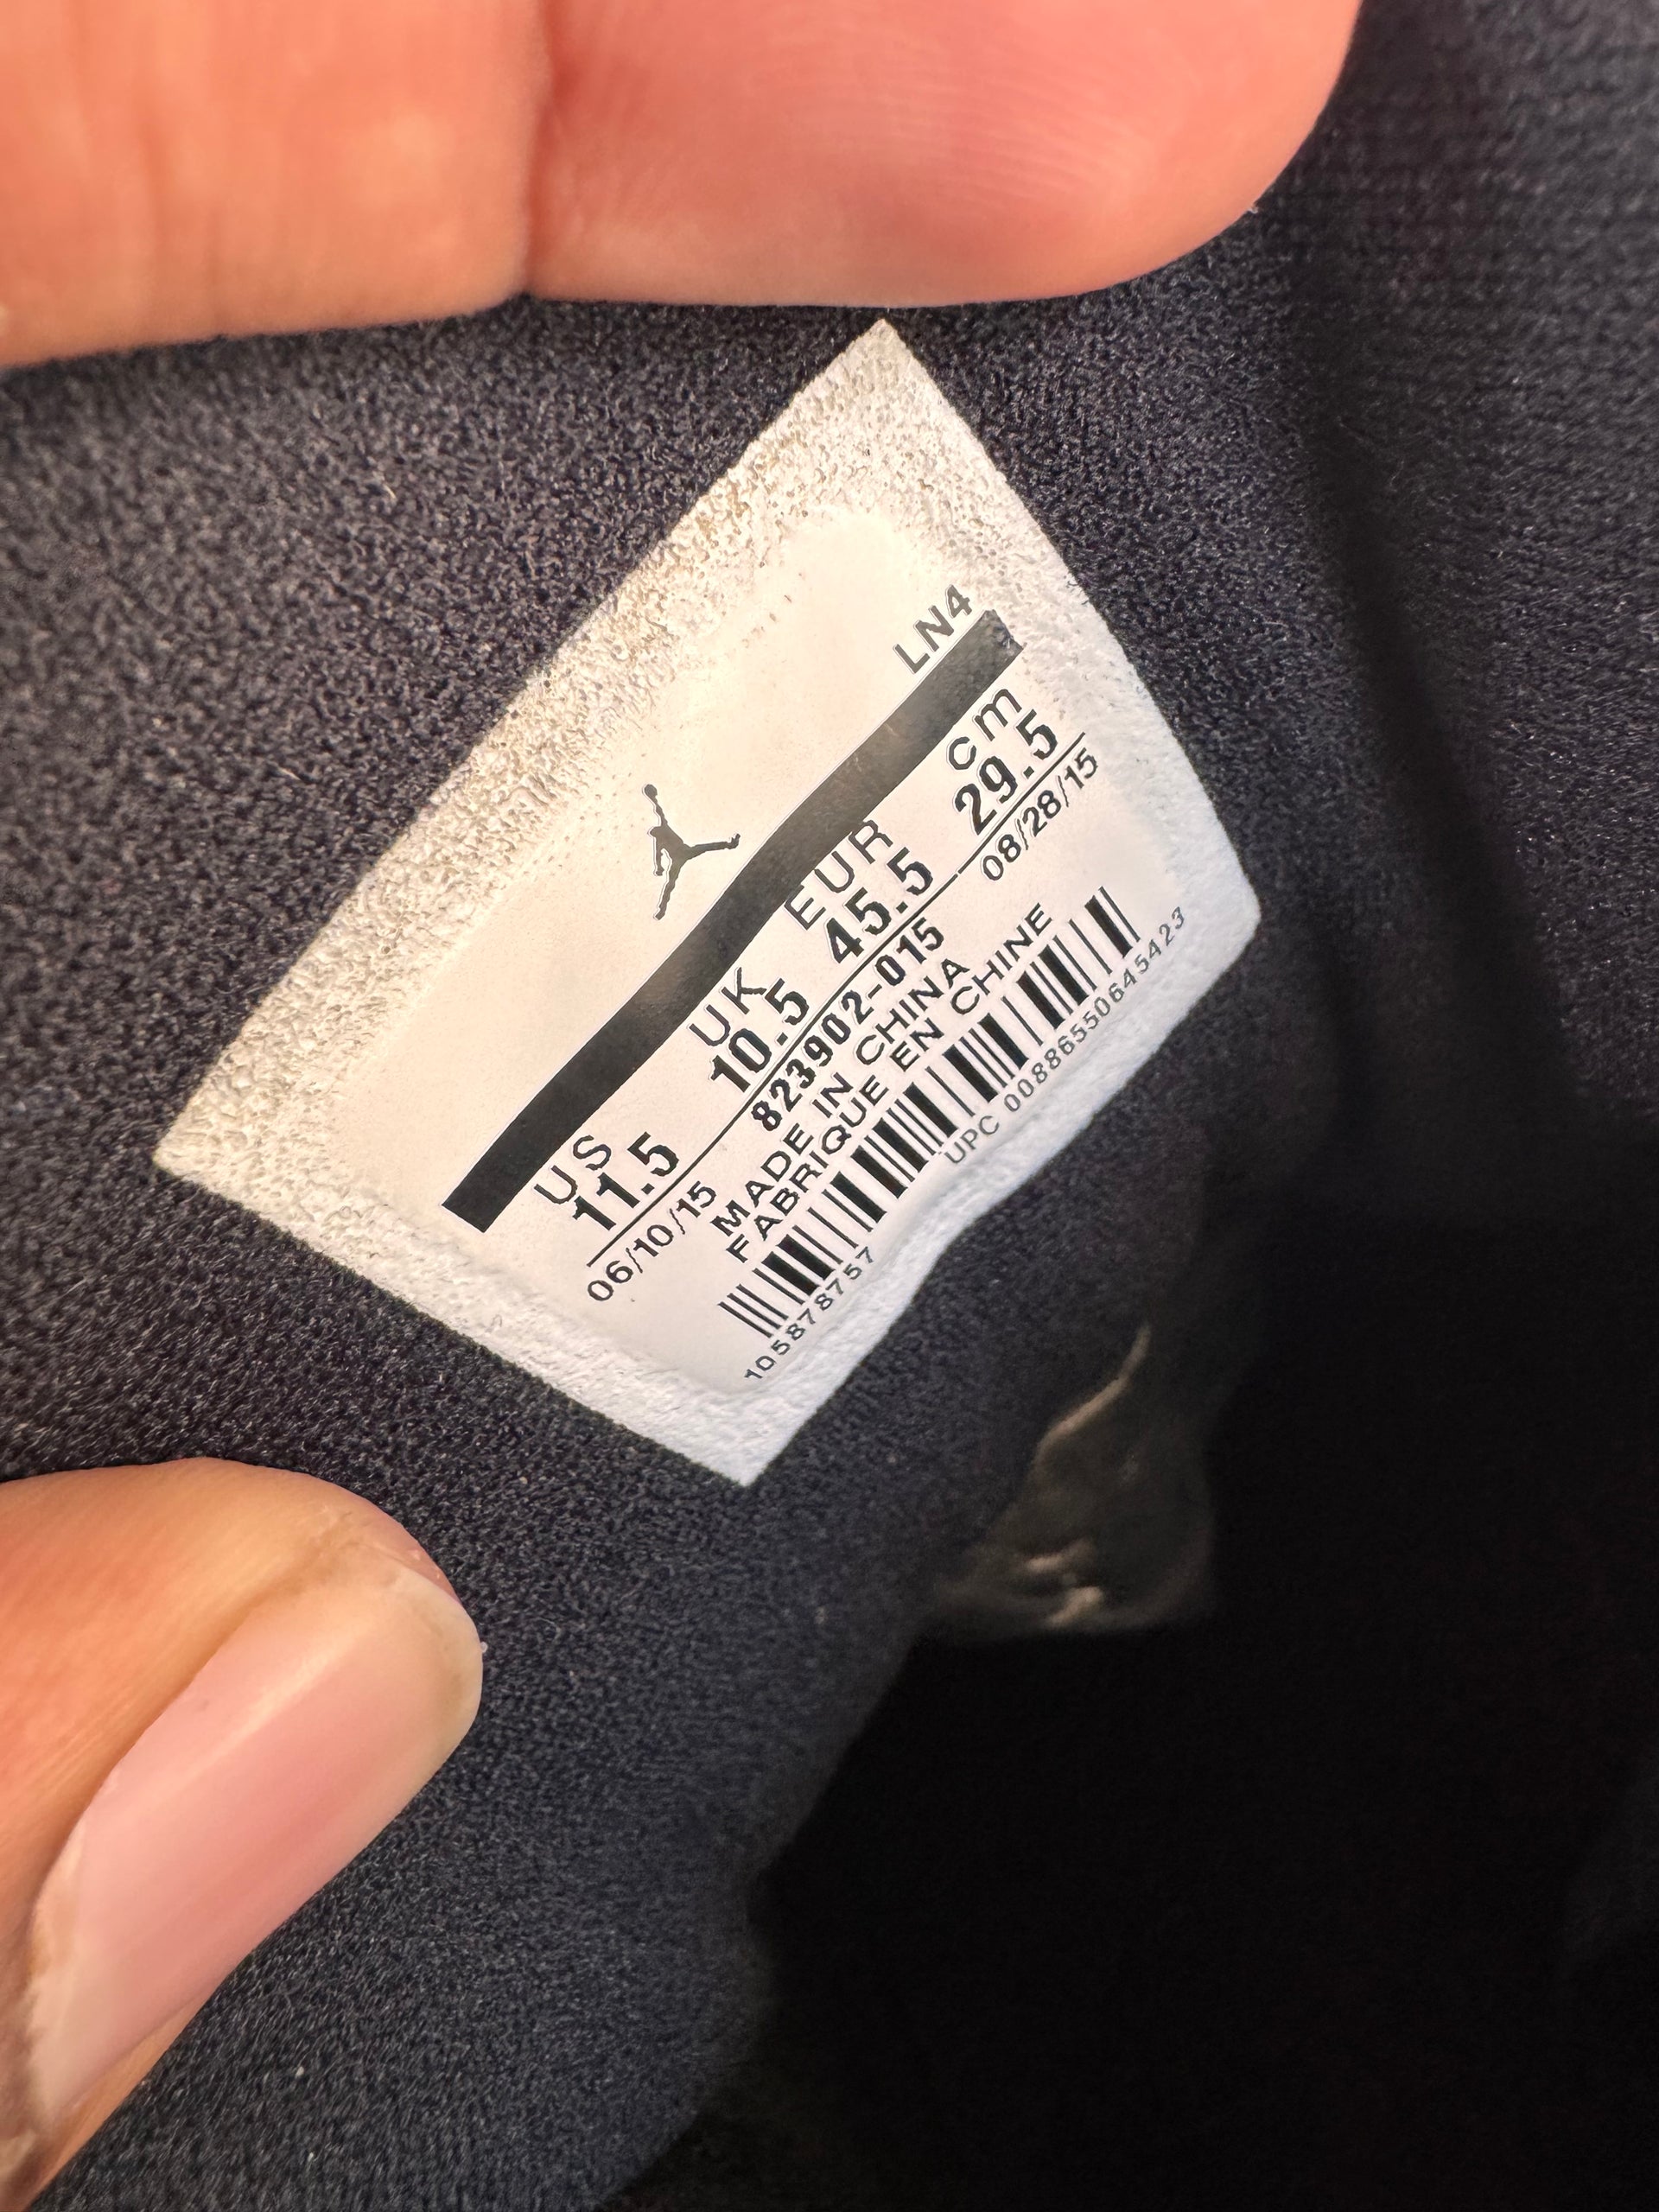 LN4
US UK EUR cm
11.5 10.5 45.5 29.5
06/10/15 823902-015 08/28/15
MADE IN CHINA
FABRIQUE EN CHINE
105878757 UPC 00886550645423